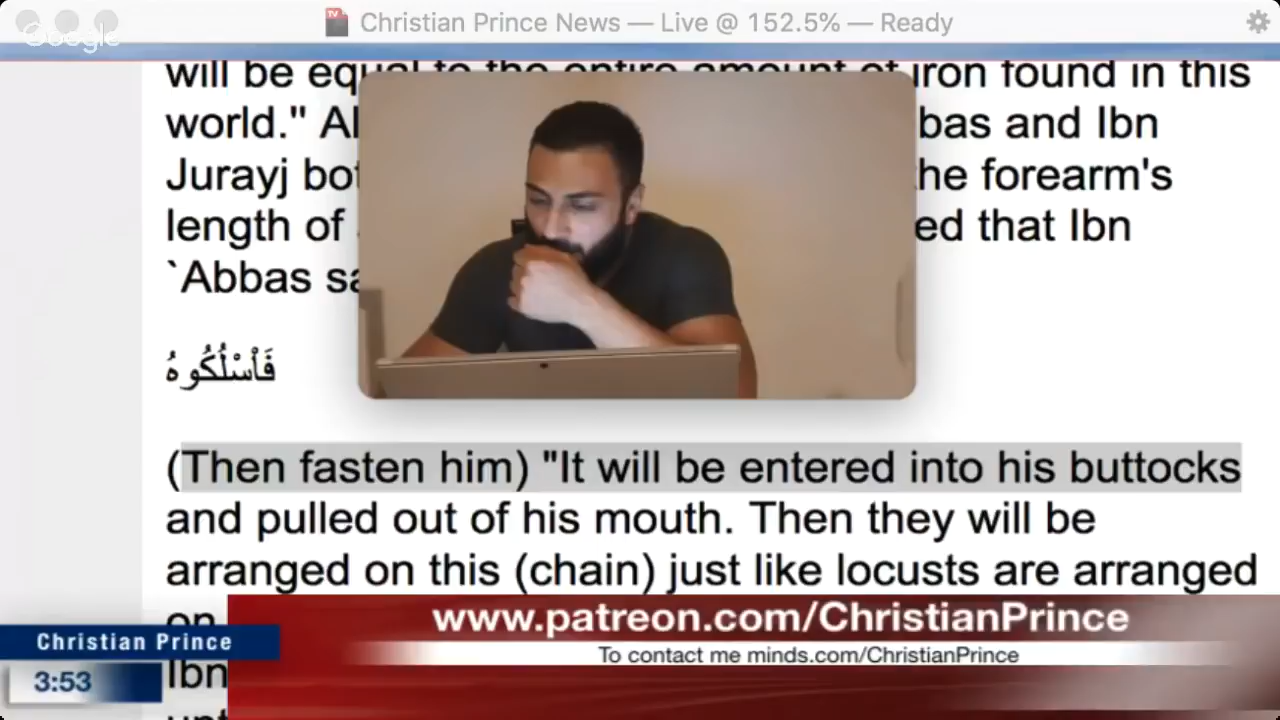 Christian Prince News — Live @ 152.5% — Ready
Google
will be equal to the entire amount of iron found in this
world." Al bas and Ibn
Jurayj bot he forearm's
length of ed that Ibn
`Abbas sa
فَاْسْلُكُوهُ
(Then fasten him) "It will be entered into his buttocks
and pulled out of his mouth. Then they will be
arranged on this (chain) just like locusts are arranged
on
www.patreon.com/ChristianPrince
Christian Prince
To contact me minds.com/ChristianPrince
3:53
Ibn